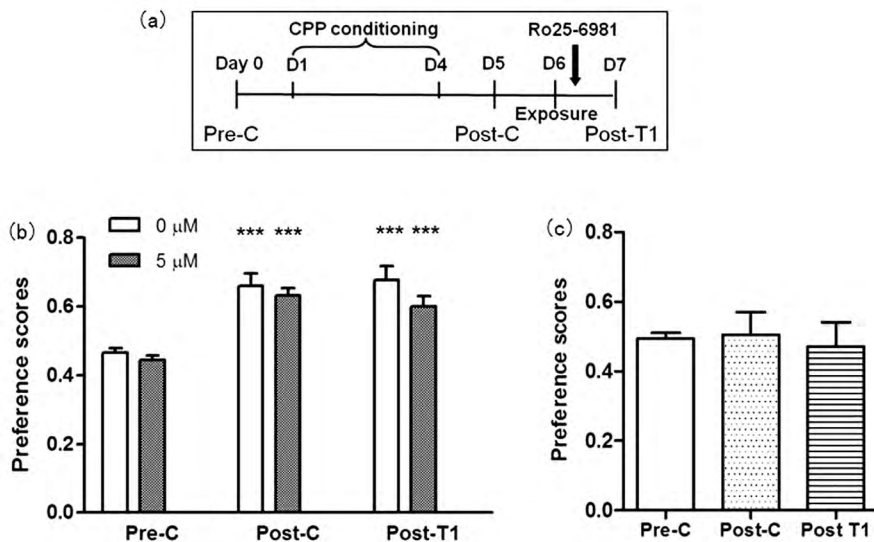 (a)
CPP conditioning
Ro25-6981
Day 0 D1 D4 D5 D6 D7
Exposure
Pre-C Post-C Post-T1
(b)
0 μM
5 μM
*** *** *** ***
Preference scores
0.8
0.6
0.4
0.2
0.0
Pre-C Post-C Post-T1
(c)
Preference scores
0.8
0.6
0.4
0.2
0.0
Pre-C Post-C Post T1